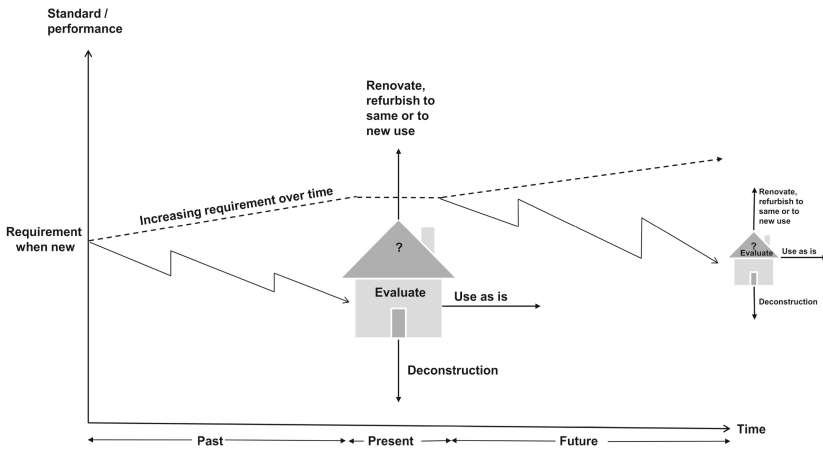 Standard /
performance
Renovate,
refurbish to
same or to
new use
Increasing requirement over time
Requirement
when new
?
Evaluate
Use as is
Deconstruction
Renovate,
refurbish to
same or to
new use
?
Evaluate
Use as is
Deconstruction
Time
Past
Present
Future